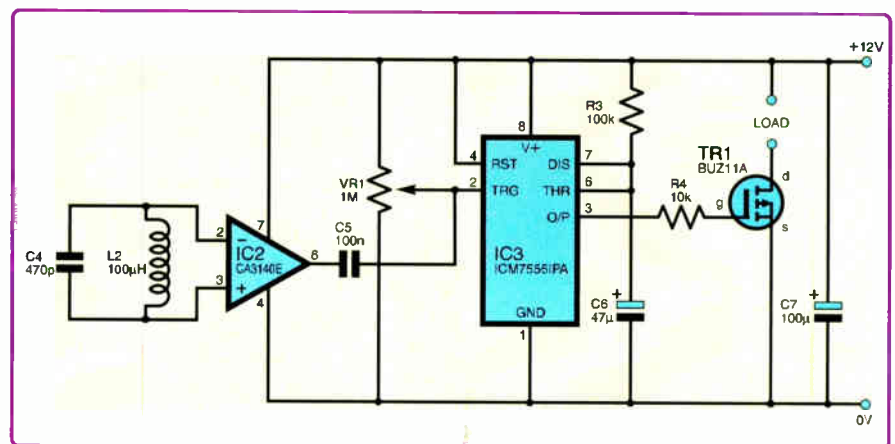 +12V
R3
100k
LOAD
8
V+
4
RST
DIS
7
TR1
BUZ11A
VR1
1M
2
TRG
THR
6
d
R4
10k
g
C5
100n
O/P
3
s
7
2
−
IC2
CA3140E
6
C4
470p
L2
100µH
3
+
4
IC3
ICM7555IPA
+
C6
47µ
+
C7
100µ
GND
1
0V